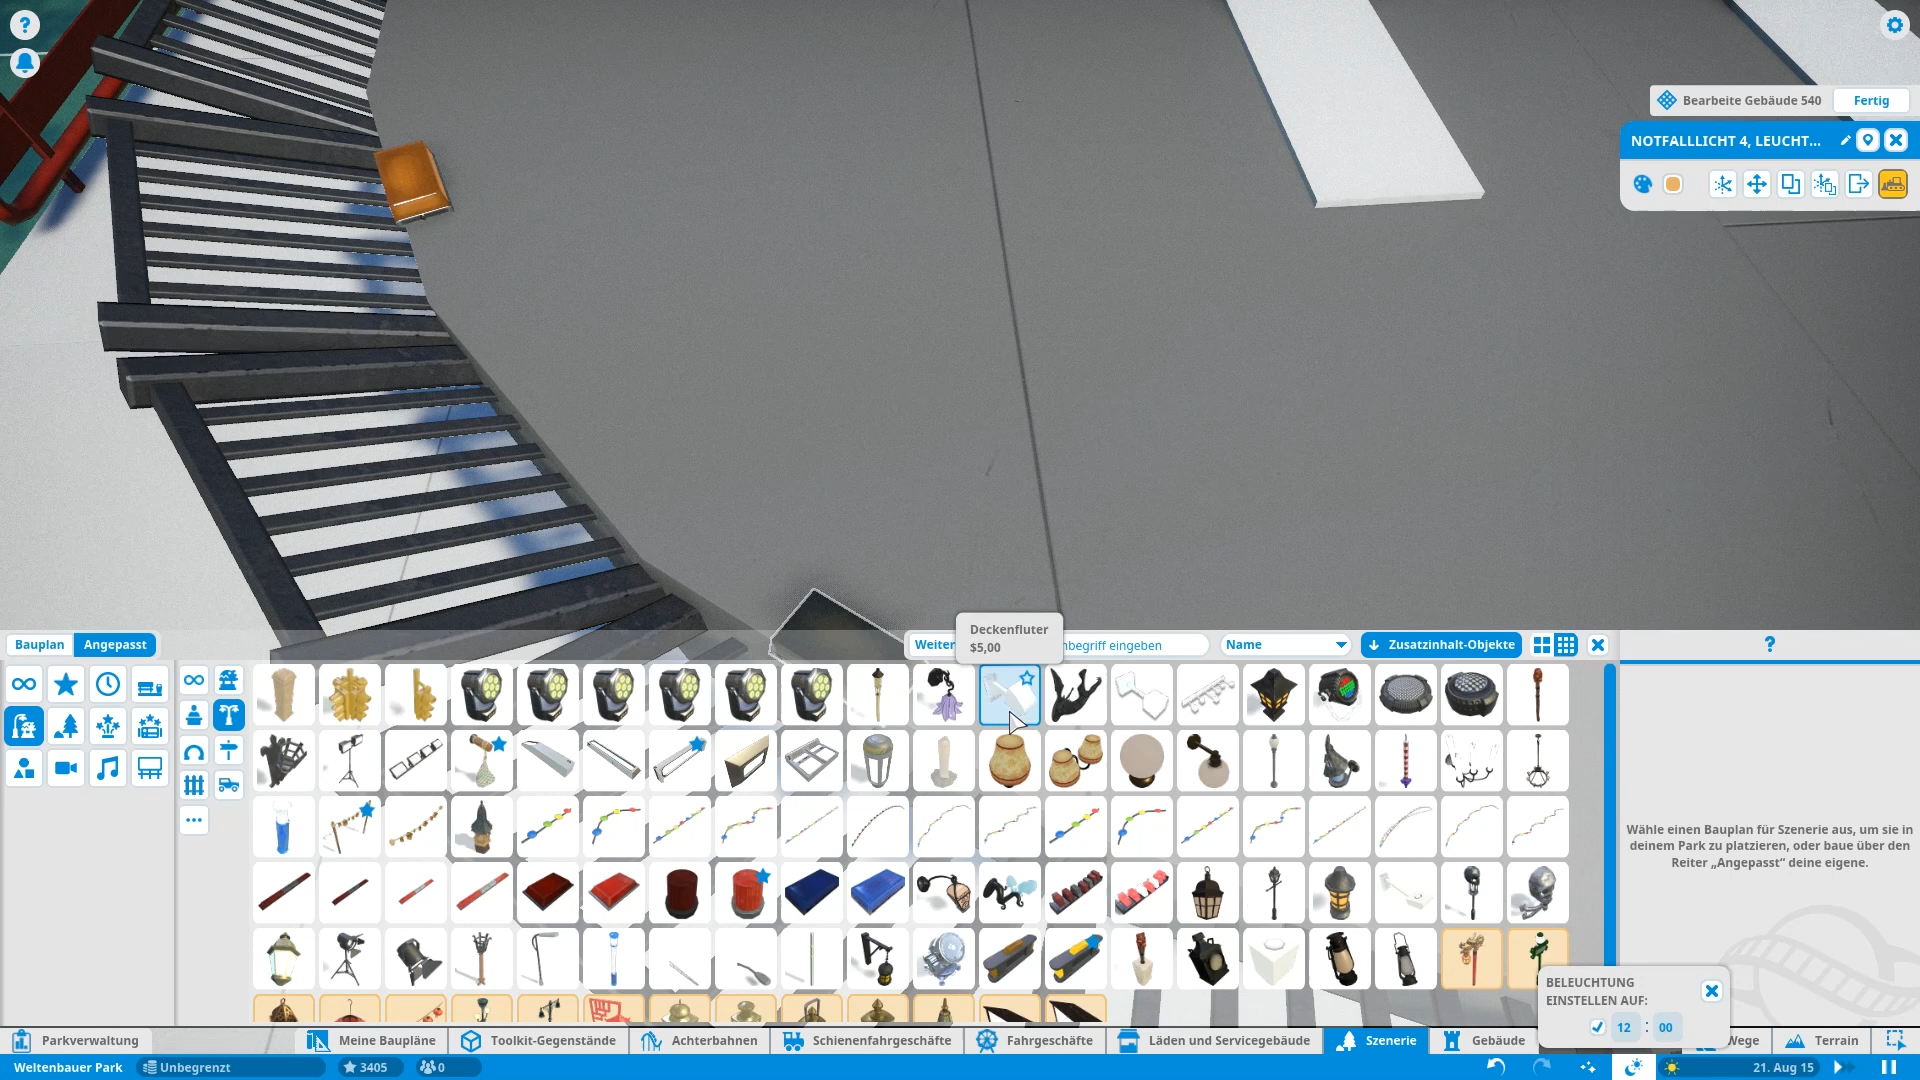 Bearbeite Gebäude 540
Fertig
NOTFALLLICHT 4, LEUCHT...
Bauplan
Angepasst
Weiter
Deckenfluter
$5,00
hbegriff eingeben
Name
Zusatzinhalt-Objekte
Wähle einen Bauplan für Szenerie aus, um sie in
deinem Park zu platzieren, oder baue über den
Reiter „Angepasst“ deine eigene.
BELEUCHTUNG
EINSTELLEN AUF:
12 : 00
Parkverwaltung
Meine Baupläne
Toolkit-Gegenstände
Achterbahnen
Schienenfahrgeschäfte
Fahrgeschäfte
Läden und Servicegebäude
Szenerie
Gebäude
Wege
Terrain
Weltenbauer Park
Unbegrenzt
3405
0
21. Aug 15